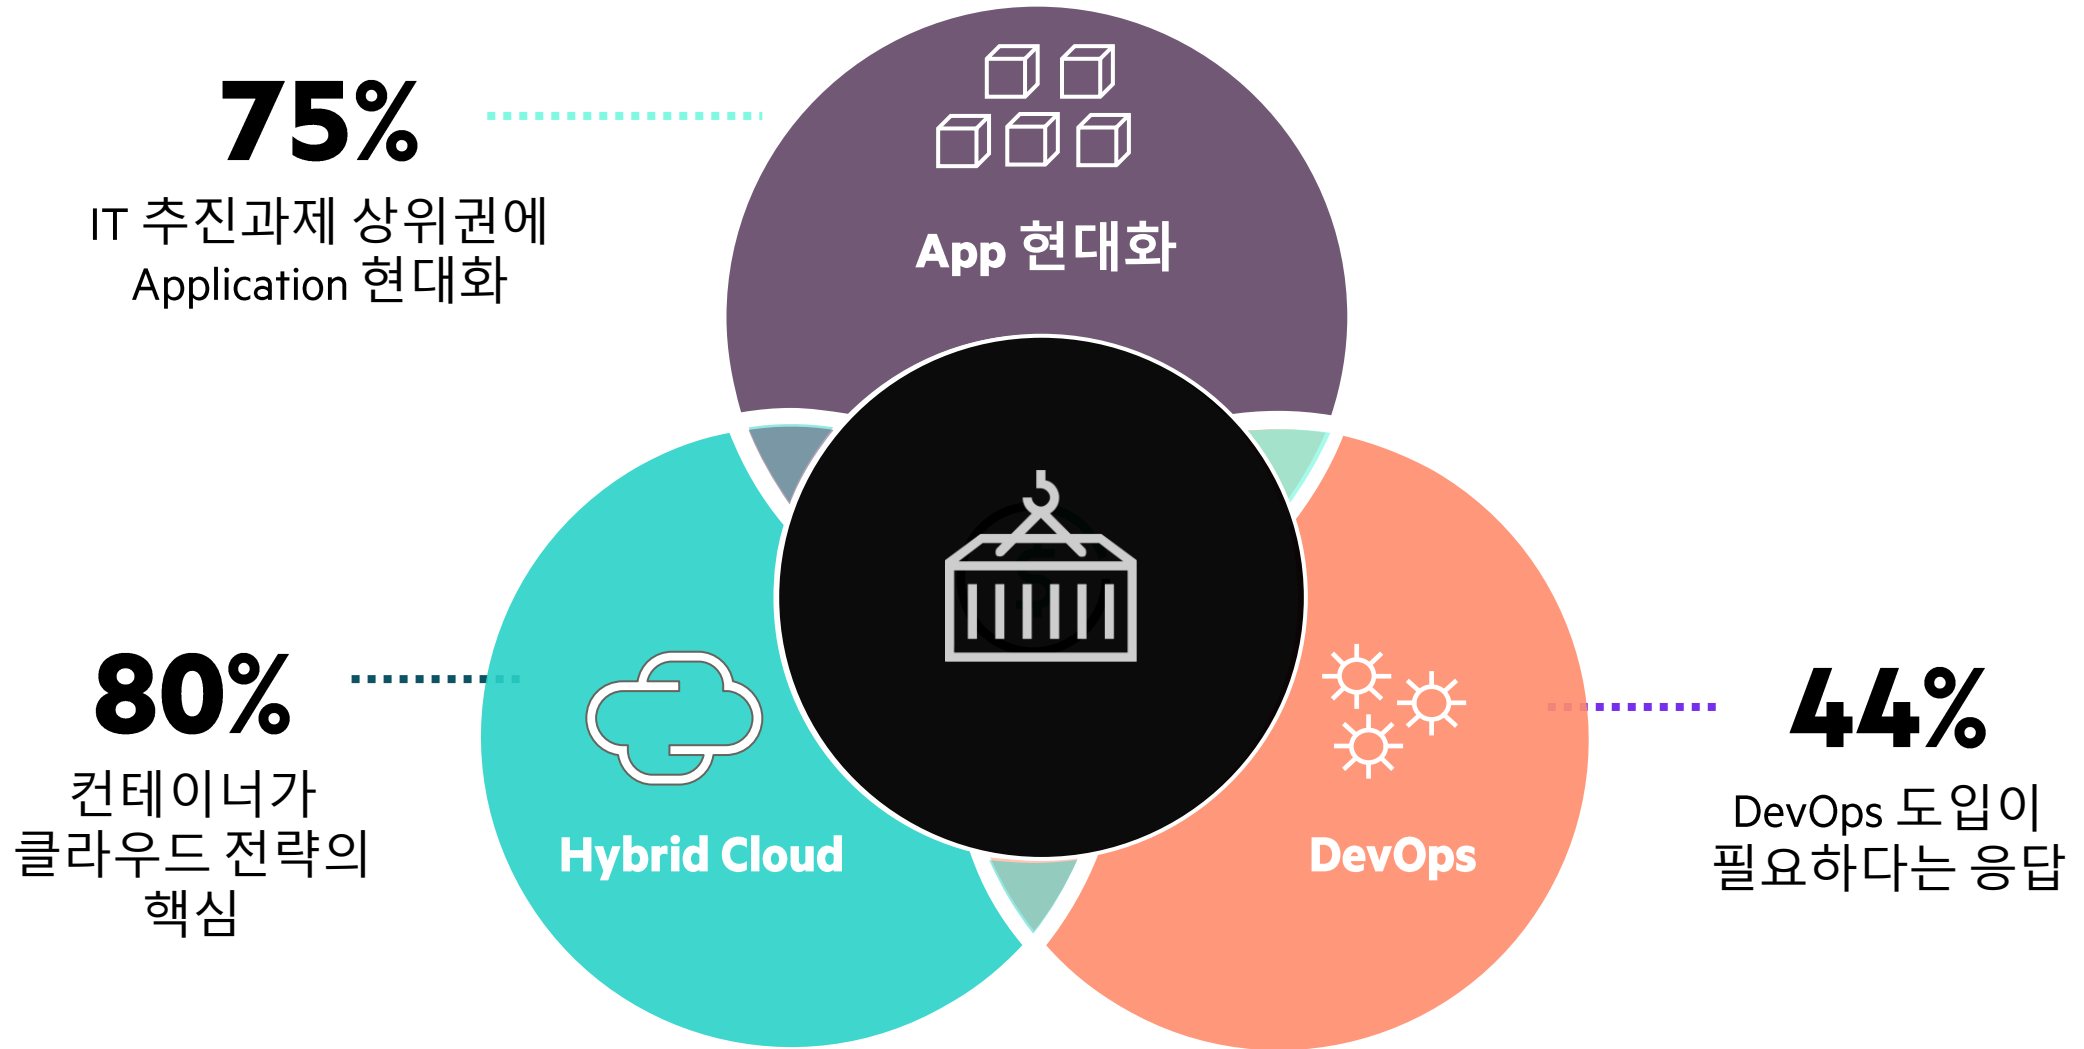 75%
IT 추진과제 상위권에
Application 현대화
App 현대화
80%
컨테이너가
클라우드 전략의
핵심
Hybrid Cloud
DevOps
44%
DevOps 도입이
필요하다는 응답